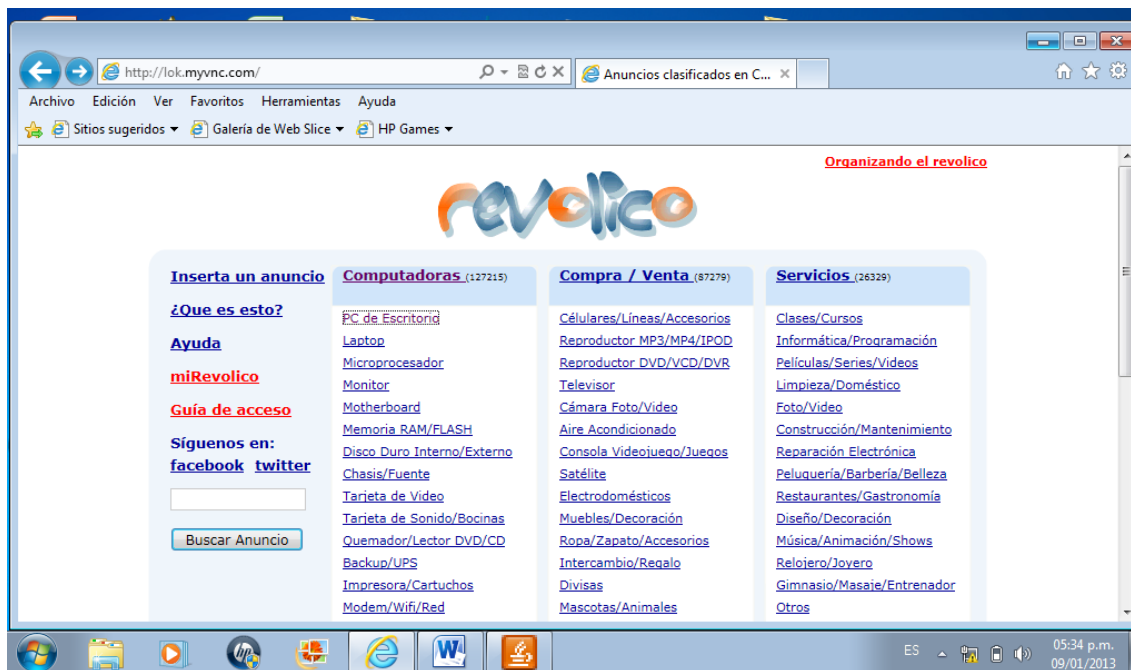 http://lok.myvnc.com/
Anuncios clasificados en C...
Archivo Edición Ver Favoritos Herramientas Ayuda
Sitios sugeridos Galería de Web Slice HP Games
Organizando el revolico
revolico
Inserta un anuncio
¿Que es esto?
Ayuda
miRevolico
Guía de acceso
Síguenos en:
facebook twitter
Buscar Anuncio
Computadoras (127215)
PC de Escritorio
Laptop
Microprocesador
Monitor
Motherboard
Memoria RAM/FLASH
Disco Duro Interno/Externo
Chasis/Fuente
Tarjeta de Video
Tarjeta de Sonido/Bocinas
Quemador/Lector DVD/CD
Backup/UPS
Impresora/Cartuchos
Modem/Wifi/Red
Compra / Venta (87279)
Célulares/Líneas/Accesorios
Reproductor MP3/MP4/IPOD
Reproductor DVD/VCD/DVR
Televisor
Cámara Foto/Video
Aire Acondicionado
Consola Videojuego/Juegos
Satélite
Electrodomésticos
Muebles/Decoración
Ropa/Zapato/Accesorios
Intercambio/Regalo
Divisas
Mascotas/Animales
Servicios (26329)
Clases/Cursos
Informática/Programación
Películas/Series/Videos
Limpieza/Doméstico
Foto/Video
Construcción/Mantenimiento
Reparación Electrónica
Peluquería/Barbería/Belleza
Restaurantes/Gastronomía
Diseño/Decoración
Música/Animación/Shows
Relojero/Joyero
Gimnasio/Masaje/Entrenador
Otros
hp
W
ES
05:34 p.m.
09/01/2013